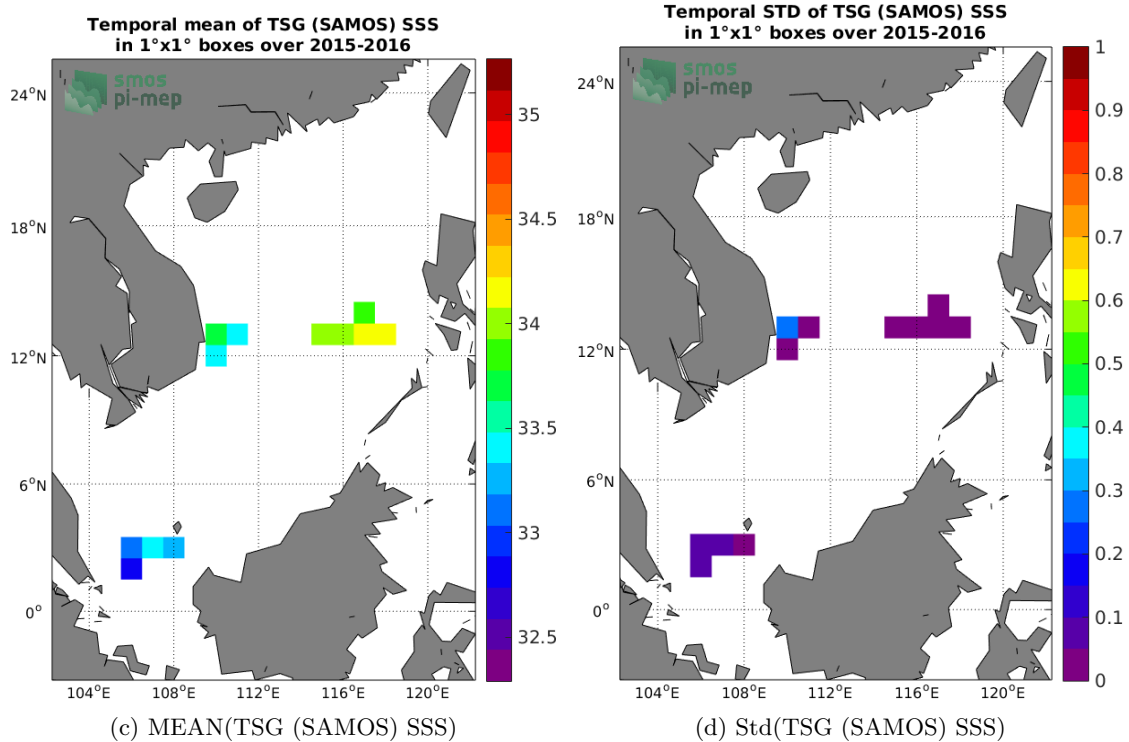 Temporal mean of TSG (SAMOS) SSS
in 1°x1° boxes over 2015-2016
smos
pi-mep
24°N
18°N
12°N
6°N
0°
104°E
108°E
112°E
116°E
120°E
35
34.5
34
33.5
33
32.5
(c) MEAN(TSG (SAMOS) SSS)
Temporal STD of TSG (SAMOS) SSS
in 1°x1° boxes over 2015-2016
smos
pi-mep
24°N
18°N
12°N
6°N
0°
104°E
108°E
112°E
116°E
120°E
1
0.9
0.8
0.7
0.6
0.5
0.4
0.3
0.2
0.1
0
(d) Std(TSG (SAMOS) SSS)